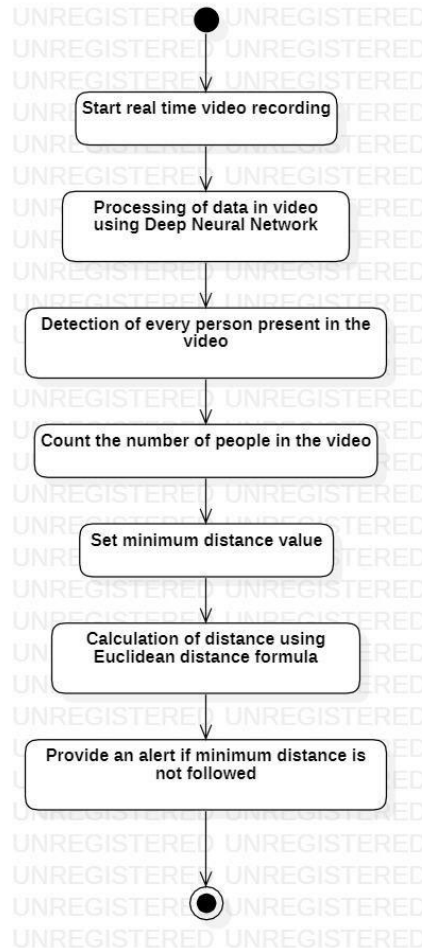 Start real time video recording
Processing of data in video
using Deep Neural Network
Detection of every person present in the
video
Count the number of people in the video
Set minimum distance value
Calculation of distance using
Euclidean distance formula
Provide an alert if minimum distance is
not followed
UNREGISTERED